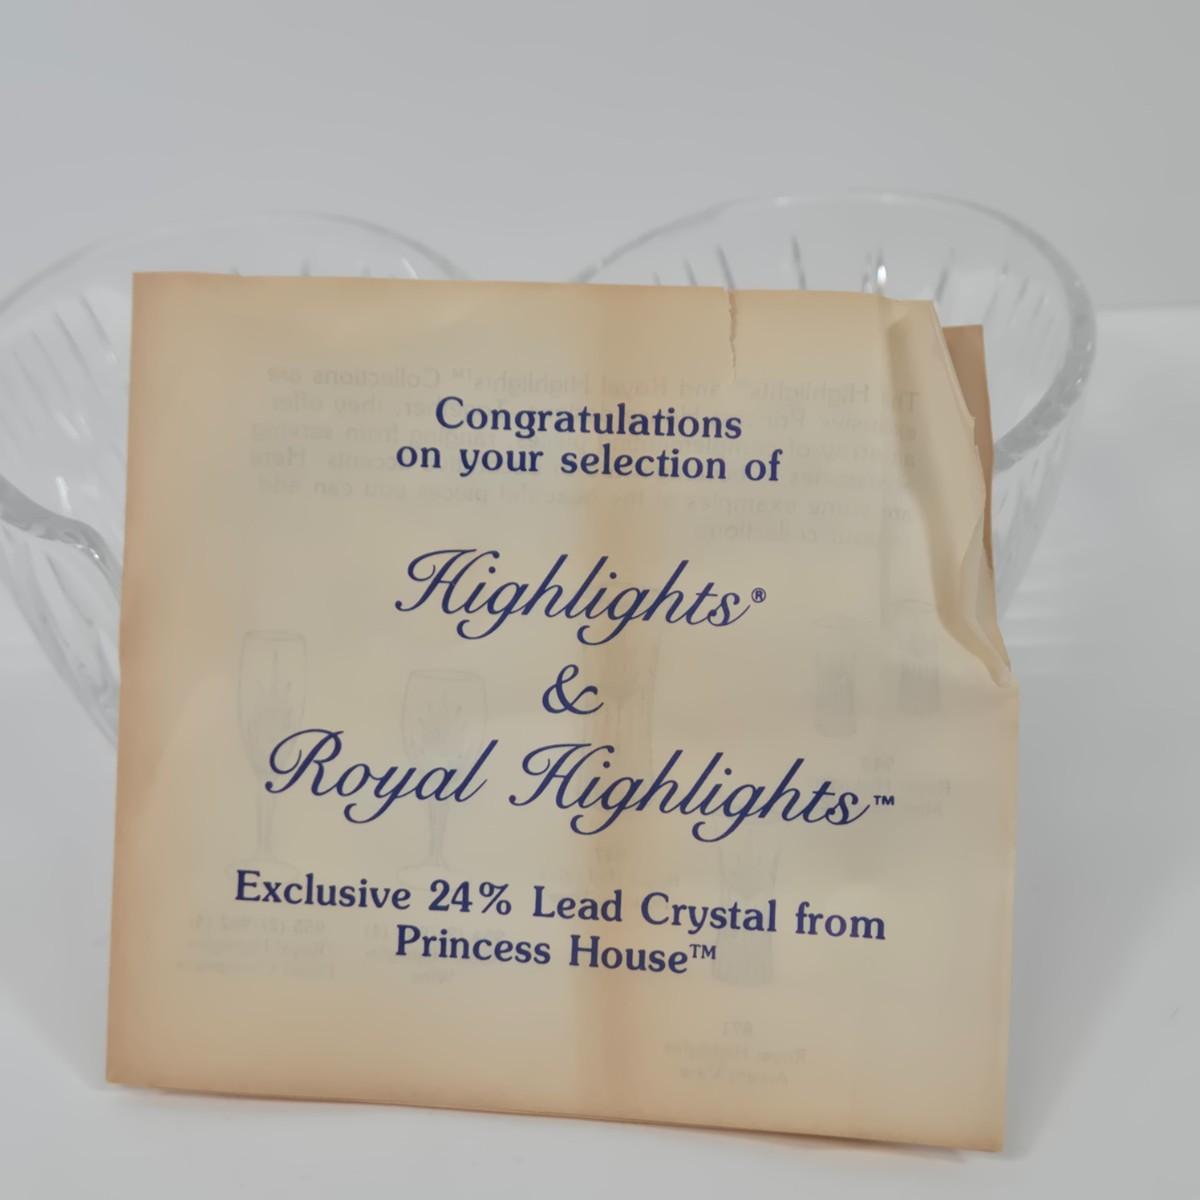 Congratulations
on your selection of
Highlights®
&
Royal Highlights™
Exclusive 24% Lead Crystal from
Princess House™